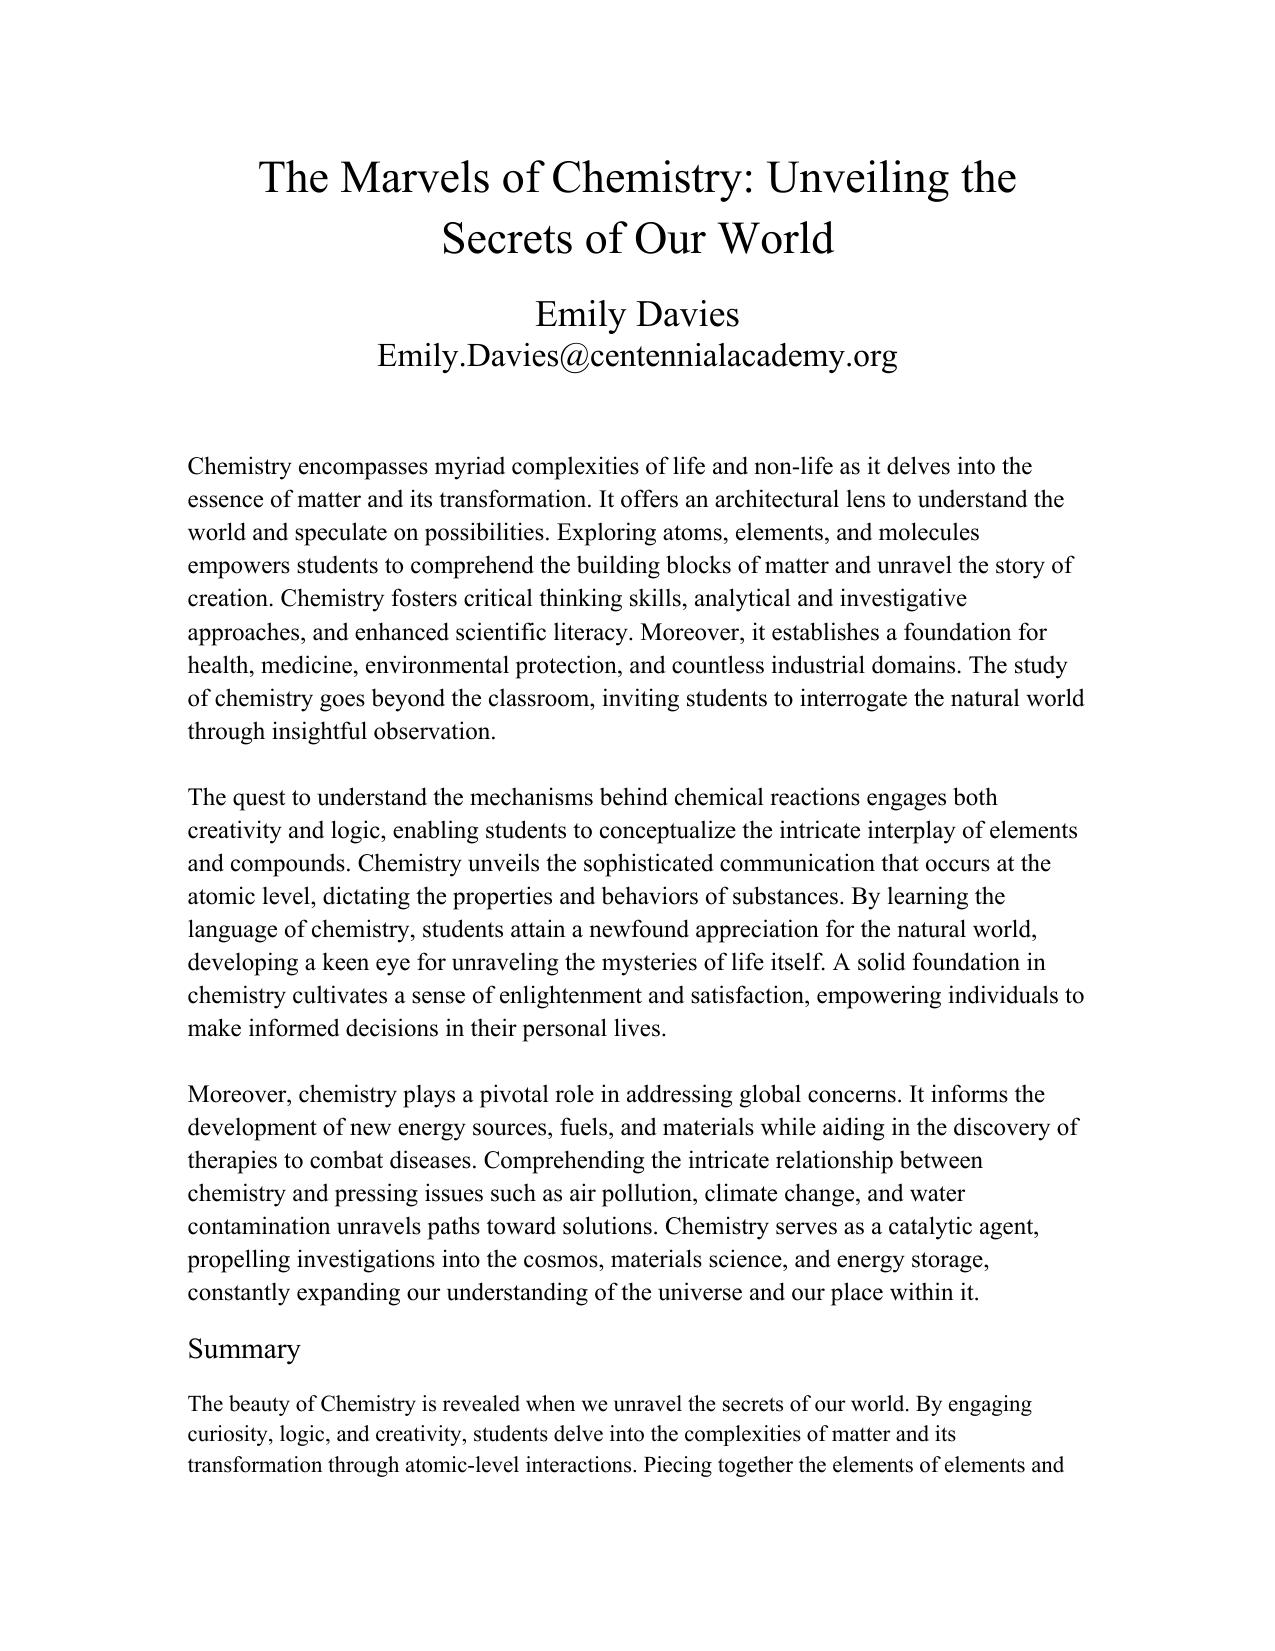 The Marvels of Chemistry: Unveiling the
Secrets of Our World
Emily Davies
Emily.Davies@centennialacademy.org
Chemistry encompasses myriad complexities of life and non-life as it delves into the
essence of matter and its transformation. It offers an architectural lens to understand the
world and speculate on possibilities. Exploring atoms, elements, and molecules
empowers students to comprehend the building blocks of matter and unravel the story of
creation. Chemistry fosters critical thinking skills, analytical and investigative
approaches, and enhanced scientific literacy. Moreover, it establishes a foundation for
health, medicine, environmental protection, and countless industrial domains. The study
of chemistry goes beyond the classroom, inviting students to interrogate the natural world
through insightful observation.
The quest to understand the mechanisms behind chemical reactions engages both
creativity and logic, enabling students to conceptualize the intricate interplay of elements
and compounds. Chemistry unveils the sophisticated communication that occurs at the
atomic level, dictating the properties and behaviors of substances. By learning the
language of chemistry, students attain a newfound appreciation for the natural world,
developing a keen eye for unraveling the mysteries of life itself. A solid foundation in
chemistry cultivates a sense of enlightenment and satisfaction, empowering individuals to
make informed decisions in their personal lives.
Moreover, chemistry plays a pivotal role in addressing global concerns. It informs the
development of new energy sources, fuels, and materials while aiding in the discovery of
therapies to combat diseases. Comprehending the intricate relationship between
chemistry and pressing issues such as air pollution, climate change, and water
contamination unravels paths toward solutions. Chemistry serves as a catalytic agent,
propelling investigations into the cosmos, materials science, and energy storage,
constantly expanding our understanding of the universe and our place within it.
Summary
The beauty of Chemistry is revealed when we unravel the secrets of our world. By engaging
curiosity, logic, and creativity, students delve into the complexities of matter and its
transformation through atomic-level interactions. Piecing together the elements of elements and